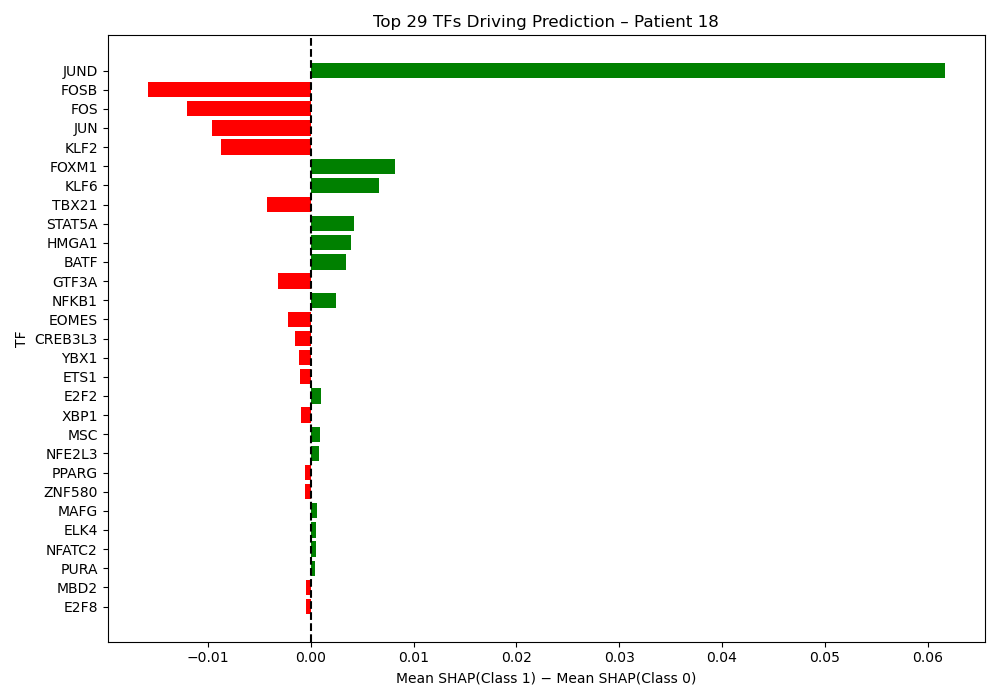 Top 29 TFs Driving Prediction – Patient 18
TF
JUND
FOSB
FOS
JUN
KLF2
FOXM1
KLF6
TBX21
STAT5A
HMGA1
BATF
GTF3A
NFKB1
EOMES
CREB3L3
YBX1
ETS1
E2F2
XBP1
MSC
NFE2L3
PPARG
ZNF580
MAFG
ELK4
NFATC2
PURA
MBD2
E2F8
−0.01 0.00 0.01 0.02 0.03 0.04 0.05 0.06
Mean SHAP(Class 1) − Mean SHAP(Class 0)